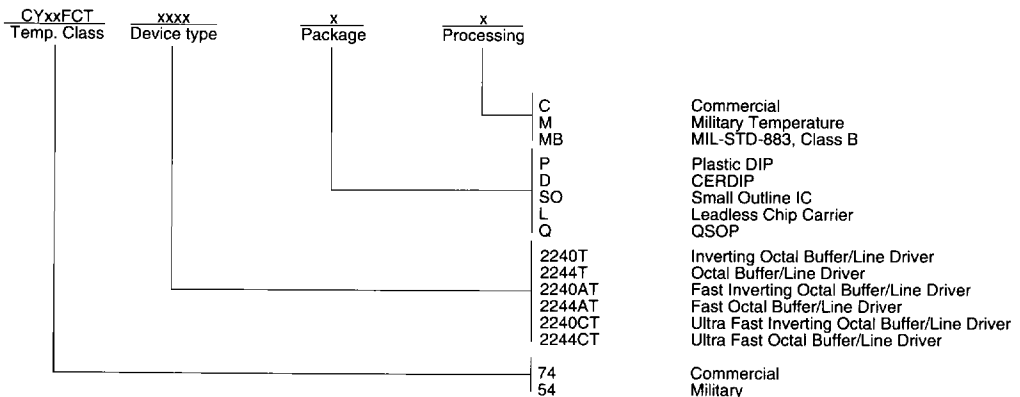 CYxxFCT xxxx x x
Temp. Class Device type Package Processing
C Commercial
M Military Temperature
MB MIL-STD-883, Class B
P Plastic DIP
D CERDIP
SO Small Outline IC
L Leadless Chip Carrier
Q QSOP
2240T Inverting Octal Buffer/Line Driver
2244T Octal Buffer/Line Driver
2240AT Fast Inverting Octal Buffer/Line Driver
2244AT Fast Octal Buffer/Line Driver
2240CT Ultra Fast Inverting Octal Buffer/Line Driver
2244CT Ultra Fast Octal Buffer/Line Driver
74 Commercial
54 Military